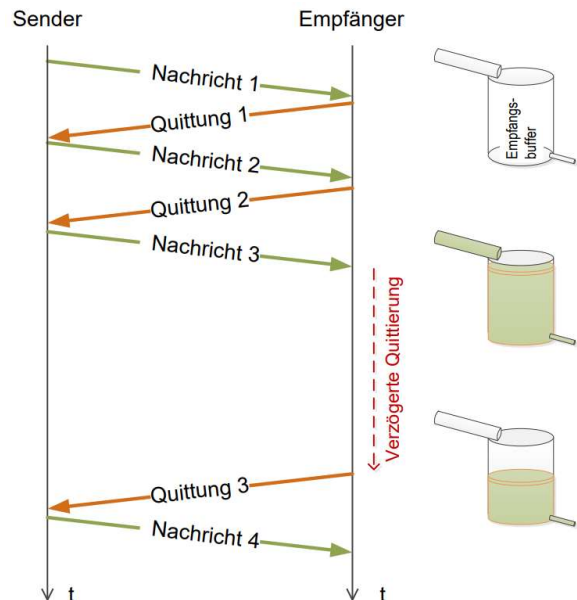 Sender
Empfänger
Nachricht 1
Quittung 1
Nachricht 2
Quittung 2
Nachricht 3
Quittung 3
Nachricht 4
t
t
Verzögerte Quittierung
Empfangs-
buffer